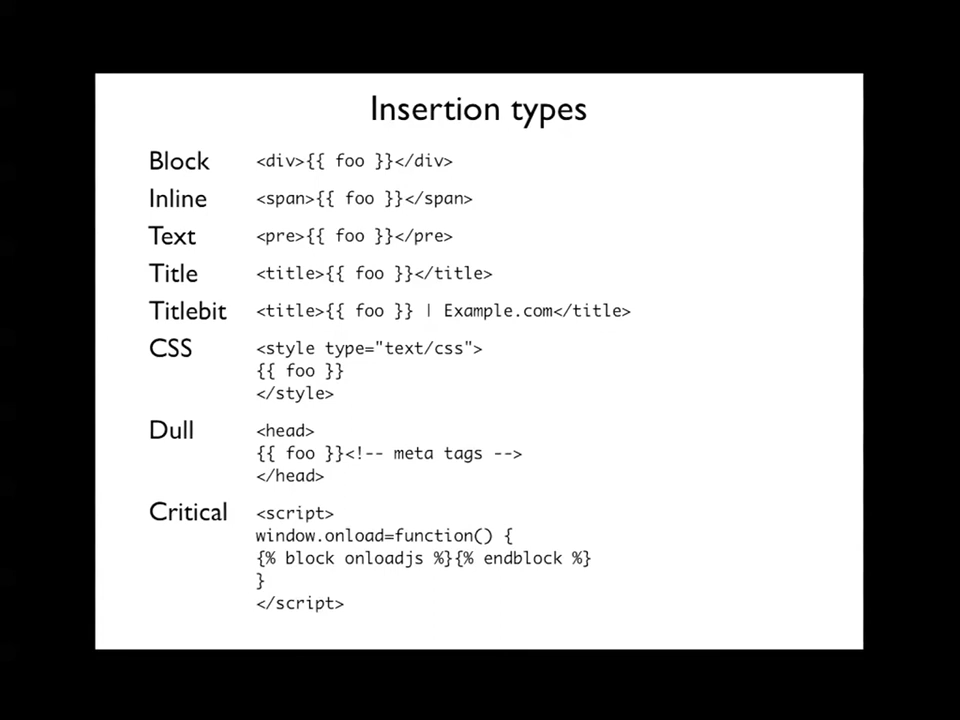 Insertion types
Block <div>{{ foo }}</div>
Inline <span>{{ foo }}</span>
Text <pre>{{ foo }}</pre>
Title <title>{{ foo }}</title>
Titlebit <title>{{ foo }} | Example.com</title>
CSS <style type="text/css">
{{ foo }}
</style>
Dull <head>
{{ foo }}<!-- meta tags -->
</head>
Critical <script>
window.onload=function() {
{% block onloadjs %}{% endblock %}
}
</script>